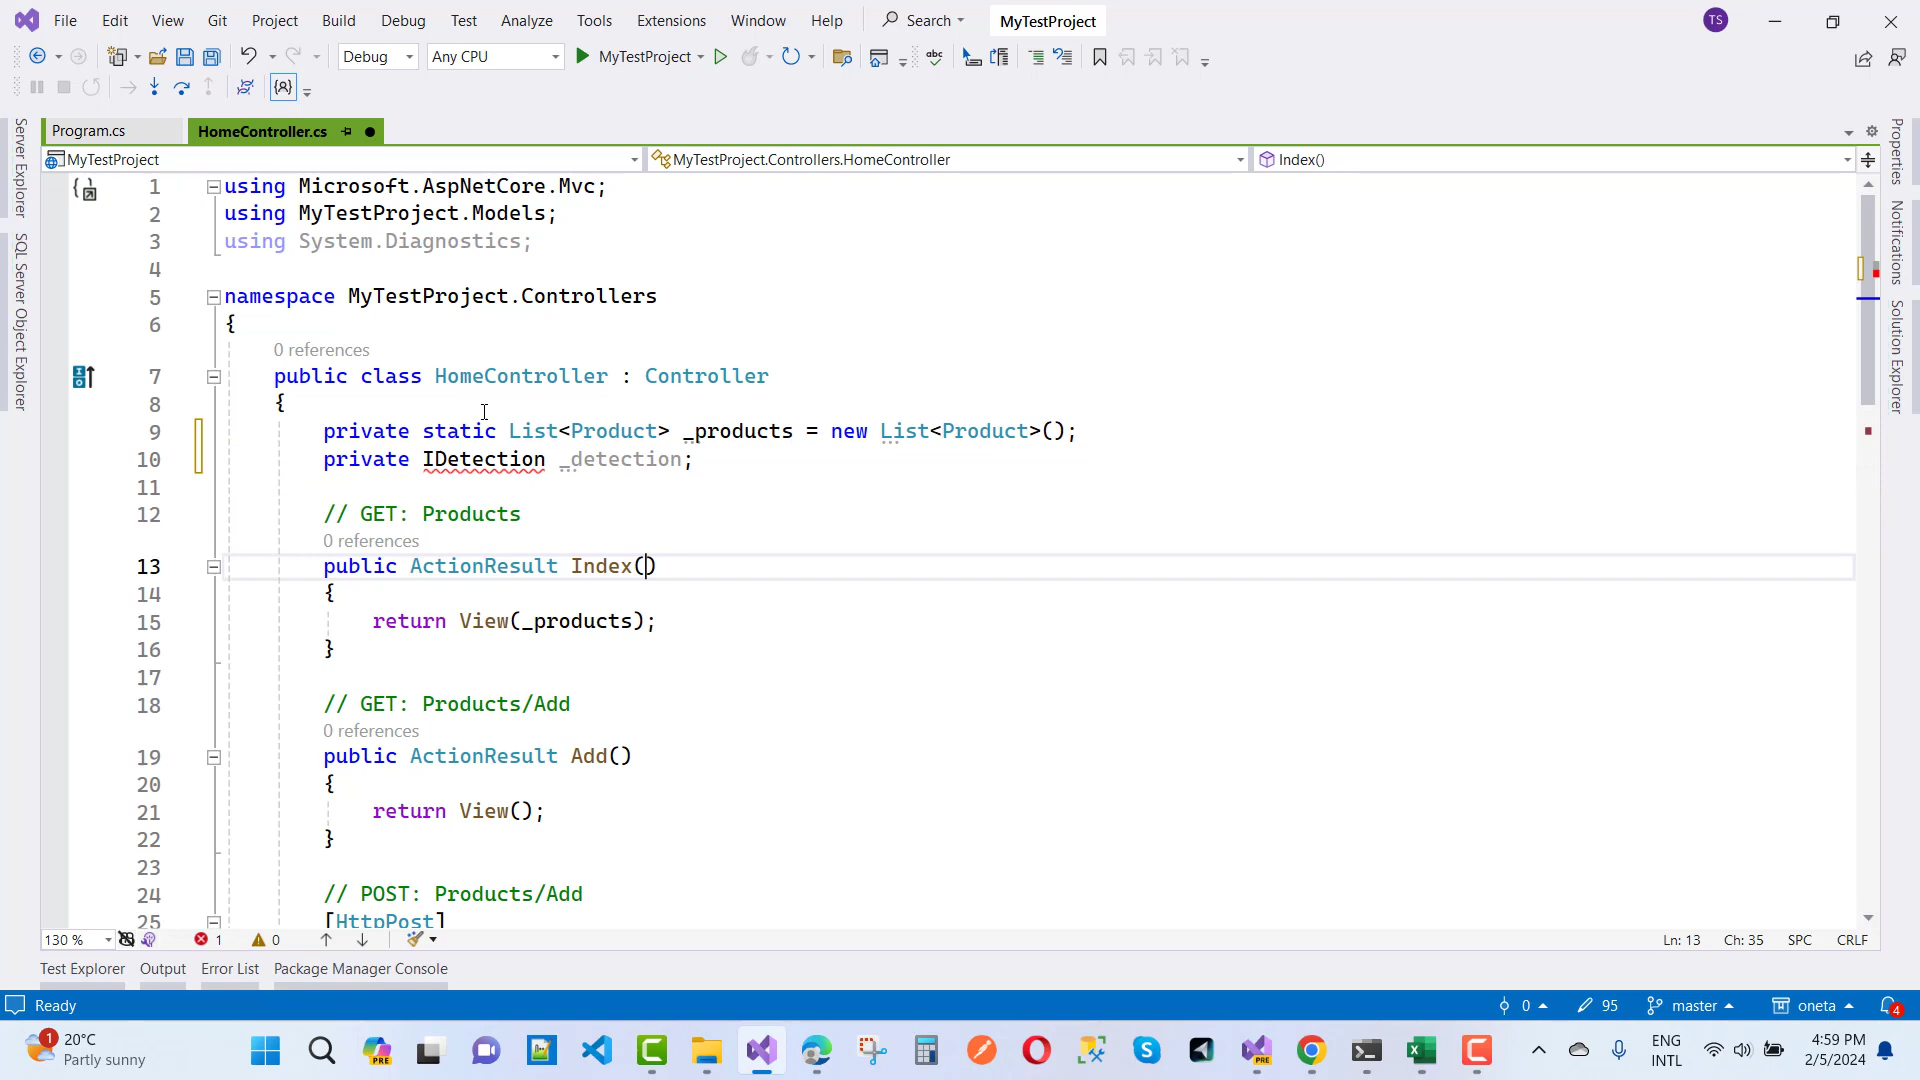 File Edit View Git Project Build Debug Test Analyze Tools Extensions Window Help Search MyTestProject TS
Debug Any CPU MyTestProject
Program.cs HomeController.cs
MyTestProject MyTestProject.Controllers.HomeController Index()
Server Explorer
SQL Server Object Explorer
Properties
Notifications
Solution Explorer
1 using Microsoft.AspNetCore.Mvc;
2 using MyTestProject.Models;
3 using System.Diagnostics;
4
5 namespace MyTestProject.Controllers
6 {
0 references
7 public class HomeController : Controller
8 {
9 private static List<Product> _products = new List<Product>();
10 private IDetection _detection;
11
12 // GET: Products
0 references
13 public ActionResult Index()
14 {
15 return View(_products);
16 }
17
18 // GET: Products/Add
0 references
19 public ActionResult Add()
20 {
21 return View();
22 }
23
24 // POST: Products/Add
25 [HttpPost]
130 % 1 0 Ln: 13 Ch: 35 SPC CRLF
Test Explorer Output Error List Package Manager Console
Ready 0 95 master oneta 4
1 20°C ENG 4:59 PM
Partly sunny INTL 2/5/2024